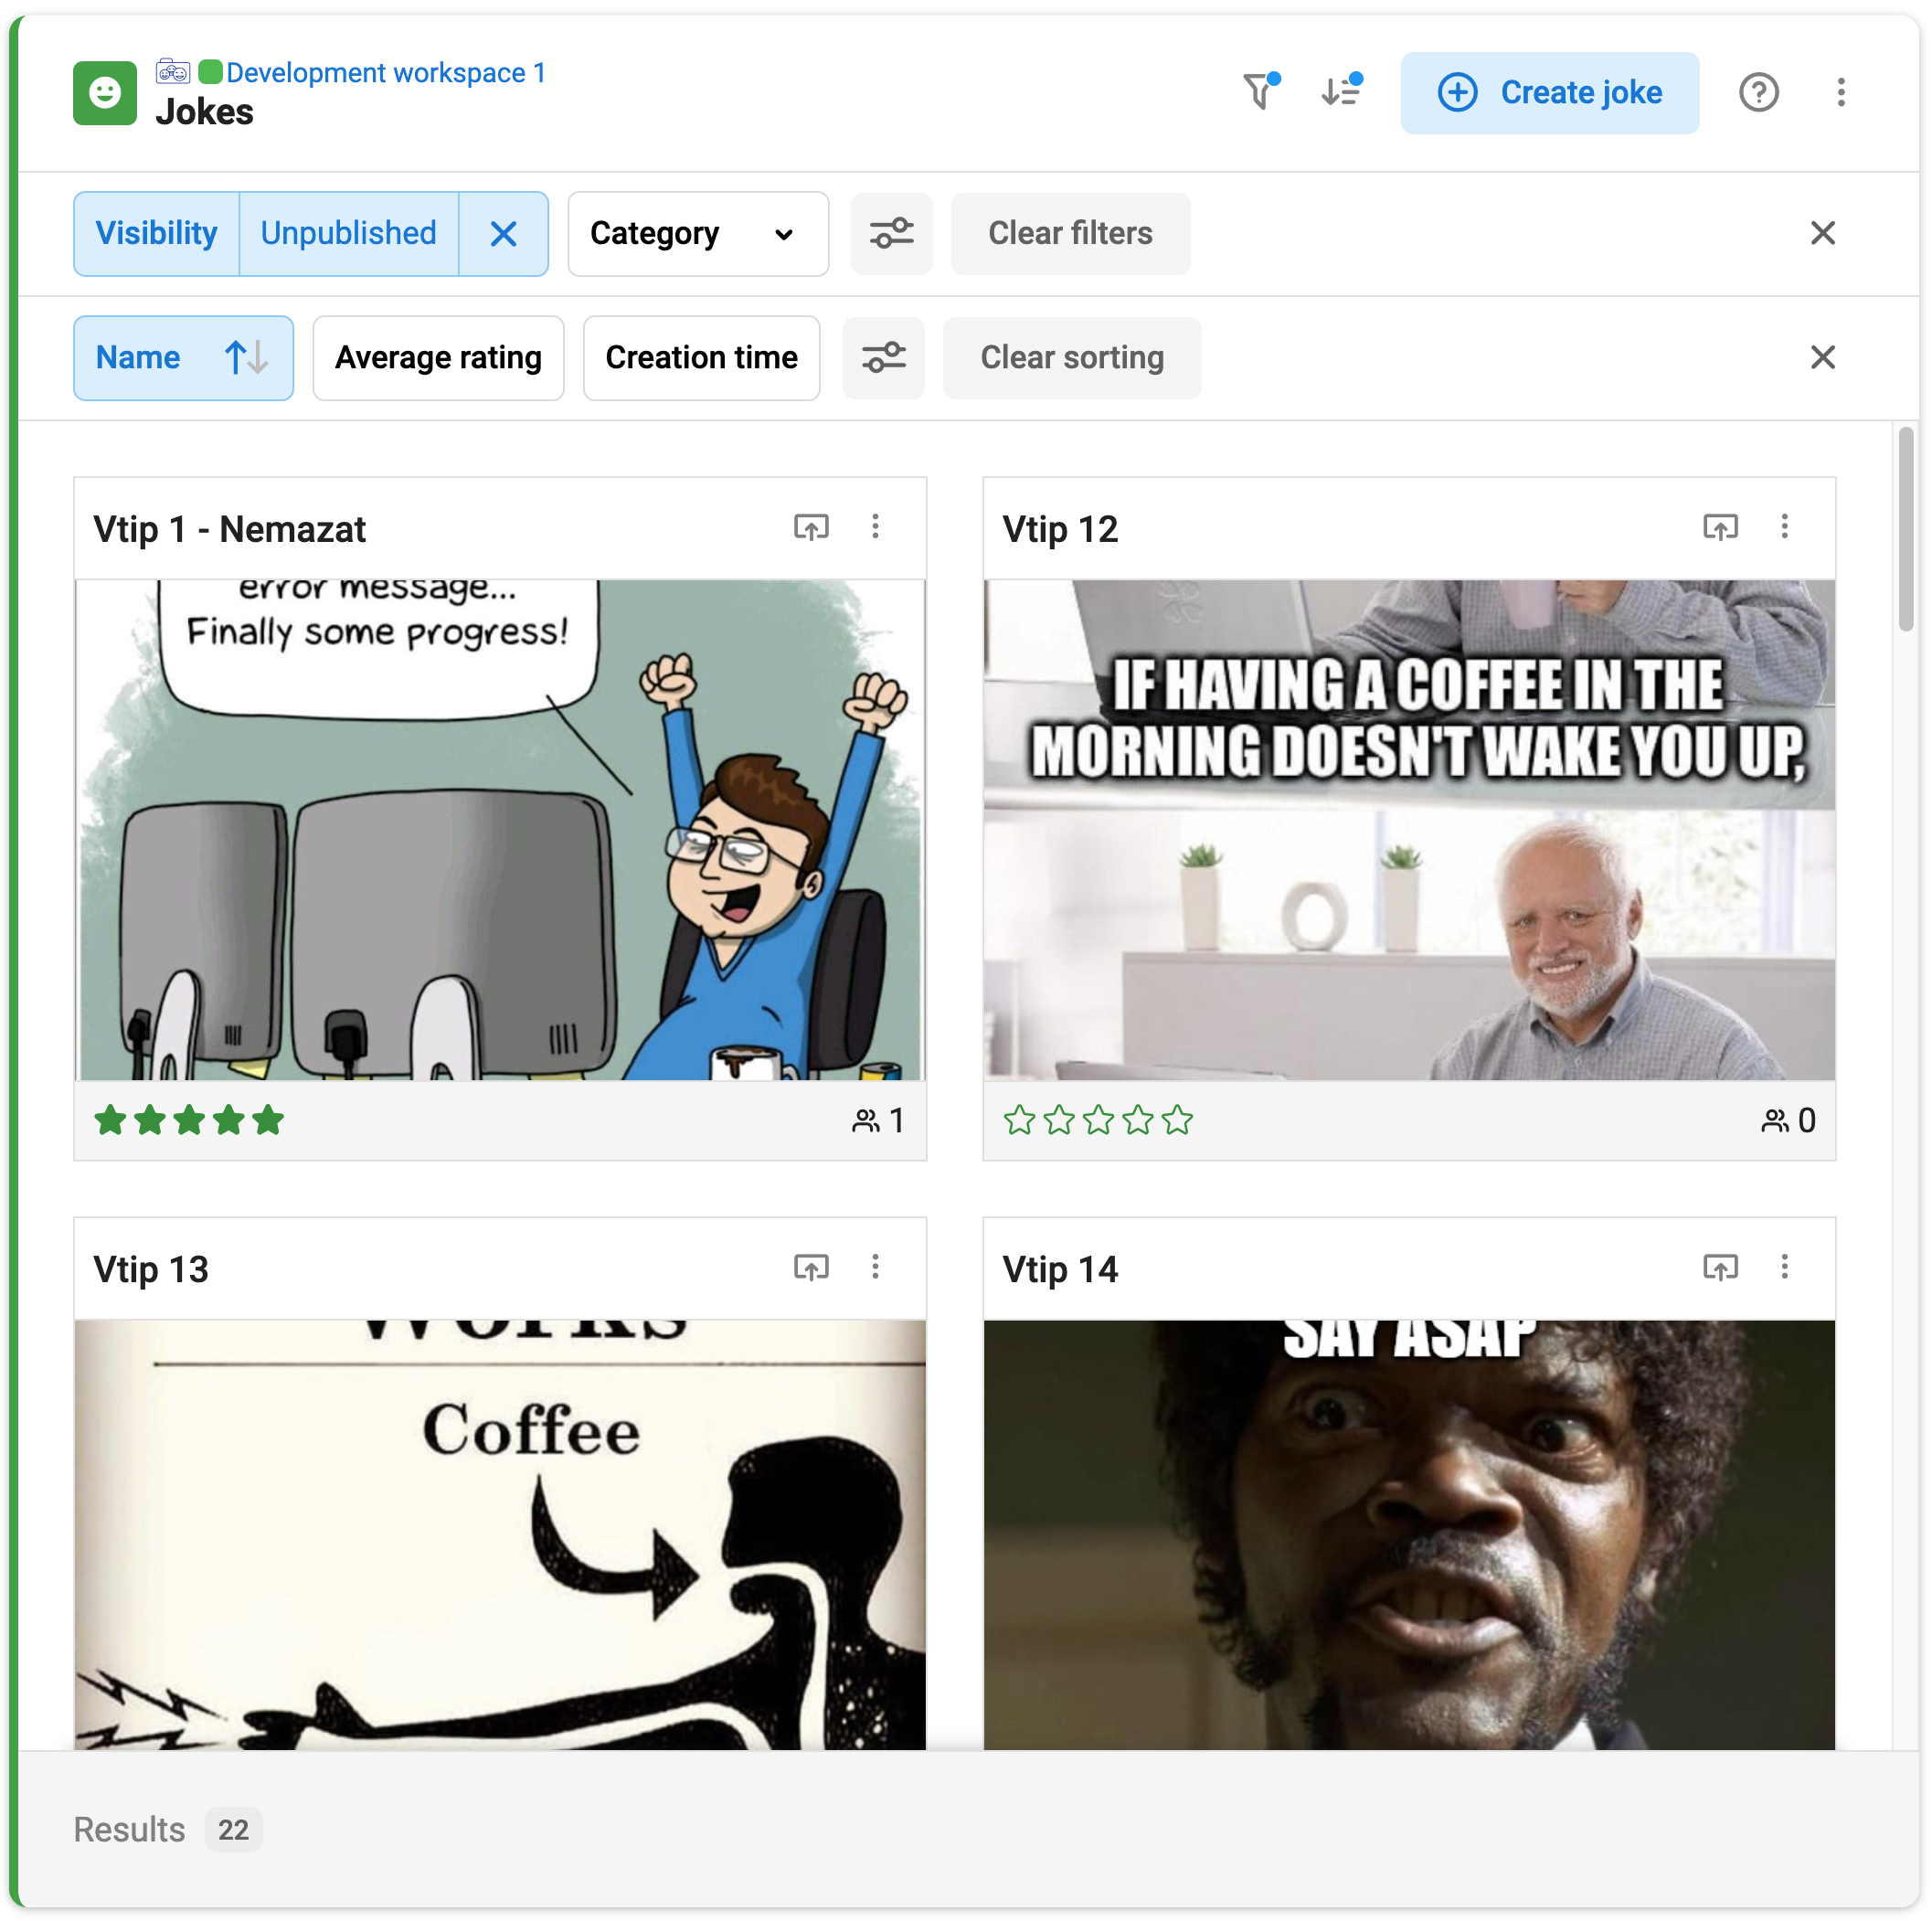 Development workspace 1
Jokes
Create joke
Visibility Unpublished
Category
Clear filters
Name
Average rating
Creation time
Clear sorting
Vtip 1 - Nemazat
error message...
Finally some progress!
1
Vtip 12
IF HAVING A COFFEE IN THE
MORNING DOESN'T WAKE YOU UP,
0
Vtip 13
Works
Coffee
Vtip 14
SAY ASAP
Results 22